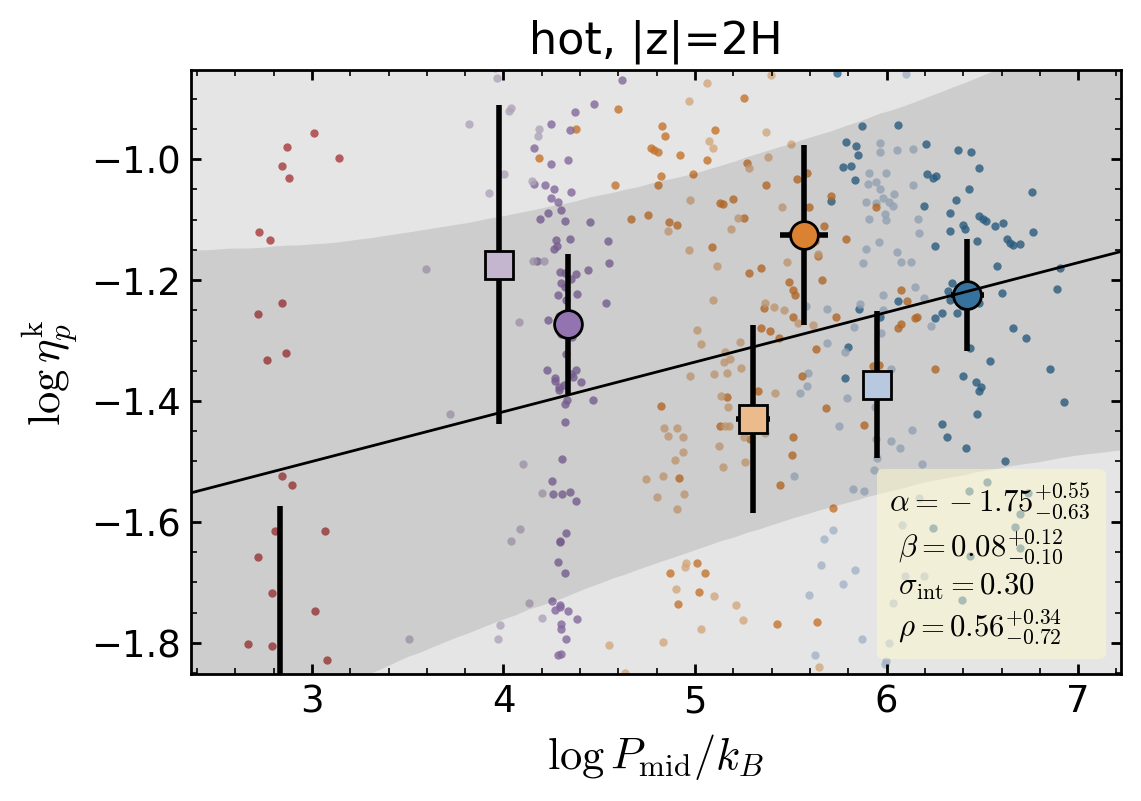 hot, |z|=2H
log η_p^k
−1.0
−1.2
−1.4
−1.6
−1.8
α = −1.75^{+0.55}_{−0.63}
β = 0.08^{+0.12}_{−0.10}
σ_int = 0.30
ρ = 0.56^{+0.34}_{−0.72}
3 4 5 6 7
log P_mid/k_B